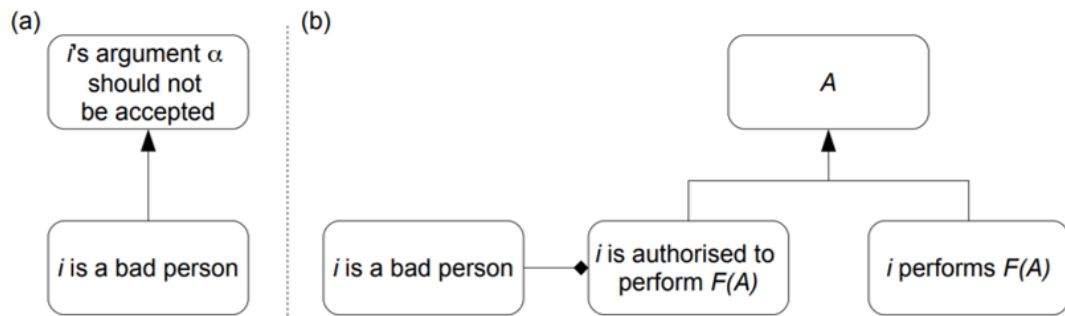 (a)
i's argument α
should not
be accepted
i is a bad person
(b)
A
i is a bad person
i is authorised to
perform F(A)
i performs F(A)